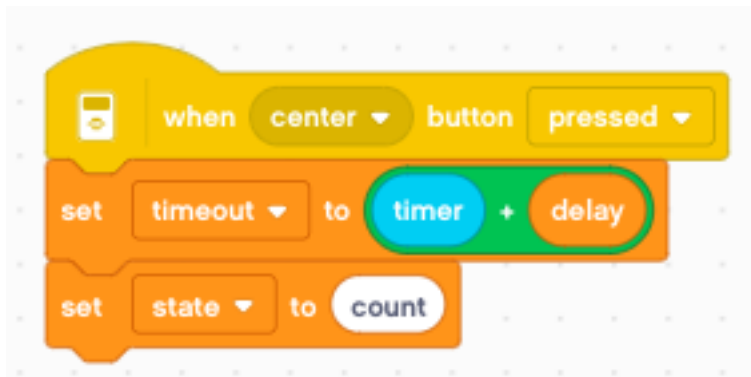 when center button pressed
set timeout to timer + delay
set state to count